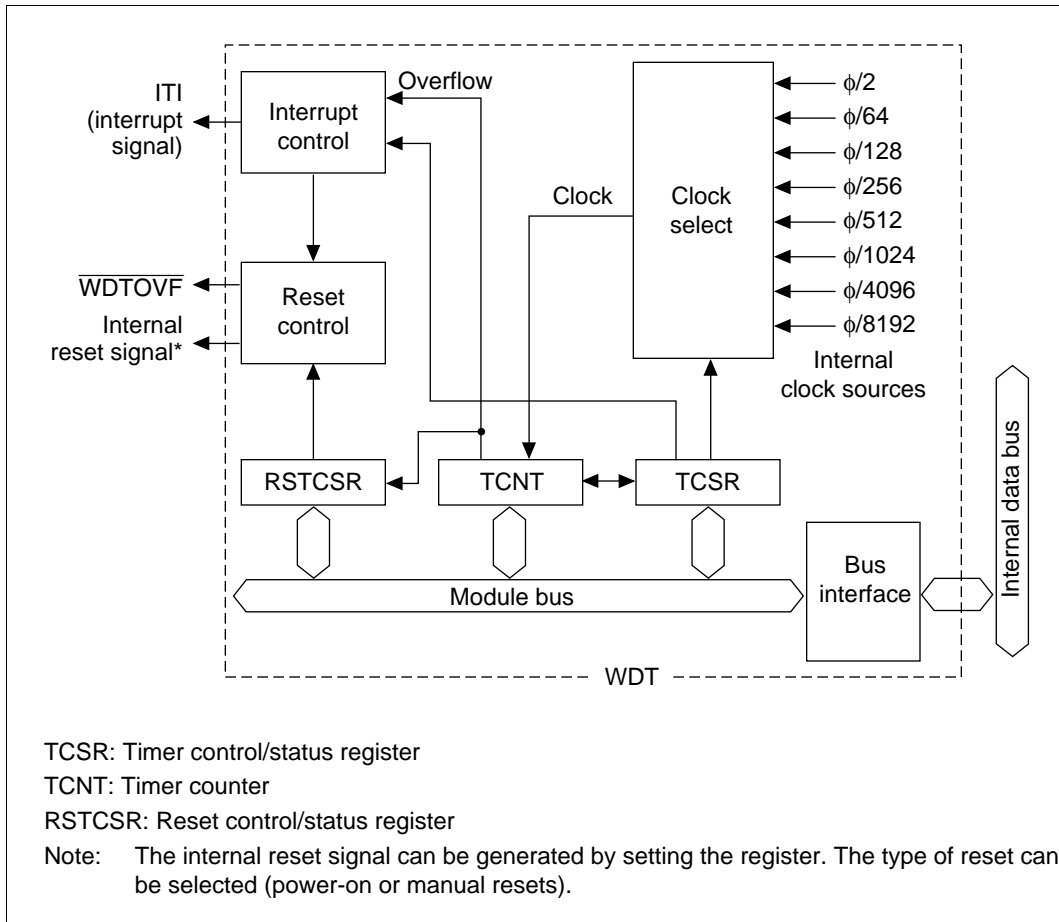 ITI
(interrupt
signal)
Interrupt
control
Overflow
Clock
select
Clock
ϕ/2
ϕ/64
ϕ/128
ϕ/256
ϕ/512
ϕ/1024
ϕ/4096
ϕ/8192
Internal
clock sources
WDTOVF
Internal
reset signal*
Reset
control
RSTCSR
TCNT
TCSR
Module bus
Bus
interface
Internal data bus
WDT
TCSR: Timer control/status register
TCNT: Timer counter
RSTCSR: Reset control/status register
Note: The internal reset signal can be generated by setting the register. The type of reset can
be selected (power-on or manual resets).